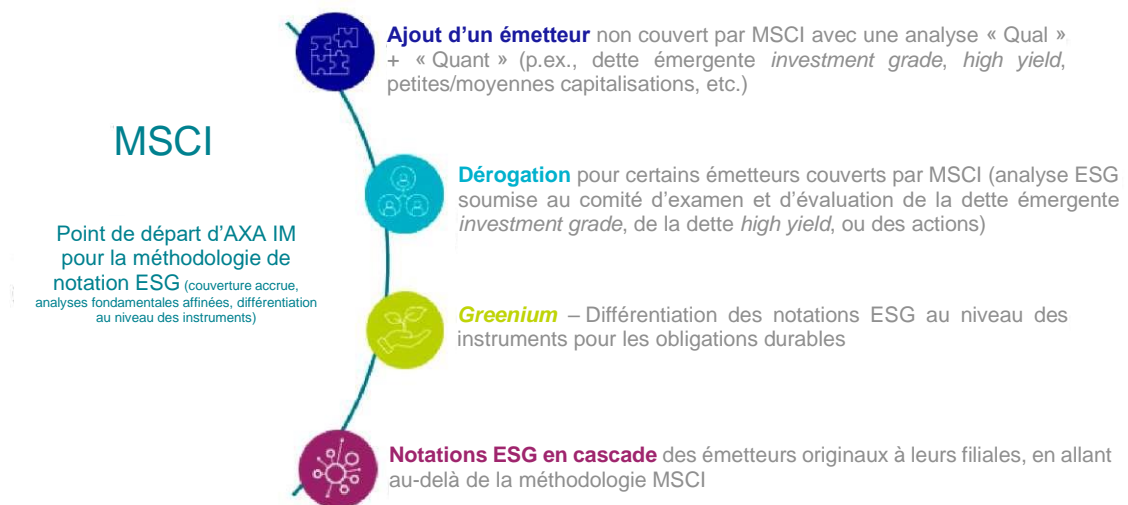 Ajout d’un émetteur non couvert par MSCI avec une analyse « Qual »
+ « Quant » (p.ex., dette émergente investment grade, high yield,
petites/moyennes capitalisations, etc.)
MSCI
Dérogation pour certains émetteurs couverts par MSCI (analyse ESG
soumise au comité d’examen et d’évaluation de la dette émergente
investment grade, de la dette high yield, ou des actions)
Point de départ d’AXA IM
pour la méthodologie de
notation ESG (couverture accrue,
analyses fondamentales affinées, différentiation
au niveau des instruments)
Greenium – Différentiation des notations ESG au niveau des
instruments pour les obligations durables
Notations ESG en cascade des émetteurs originaux à leurs filiales, en allant
au-delà de la méthodologie MSCI